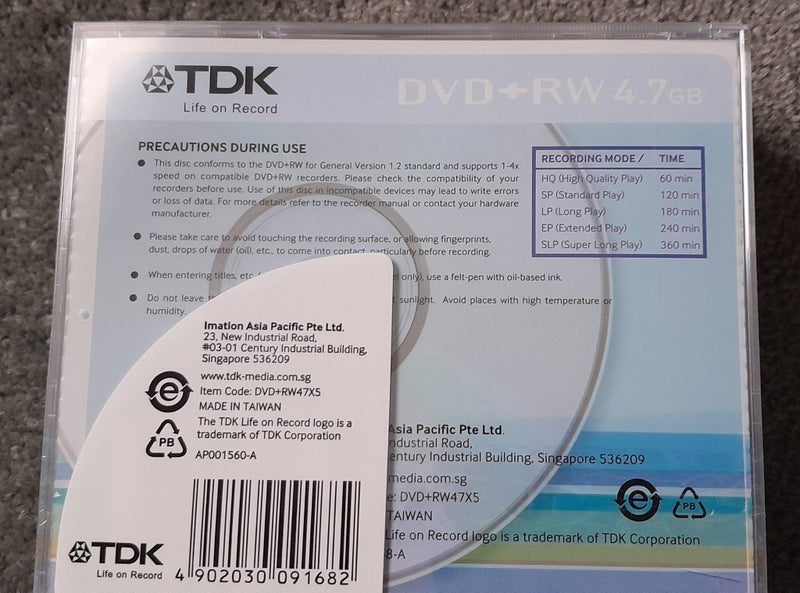 TDK
Life on Record
DVD+RW 4.7GB
PRECAUTIONS DURING USE
● This disc conforms to the DVD+RW for General Version 1.2 standard and supports 1-4x
speed on compatible DVD+RW recorders. Please check the compatibility of your
recorders before use. Use of this disc in incompatible devices may lead to write errors
or loss of data. For more details refer to the recorder manual or contact your hardware
manufacturer.
● Please take care to avoid touching the recording surface, or allowing fingerprints,
dust, drops of water (oil), etc., to come into contact, particularly before recording.
● When entering titles, etc. only), use a felt-pen with oil-based ink.
● Do not leave sunlight. Avoid places with high temperature or
humidity.
RECORDING MODE / TIME
HQ (High Quality Play) 60 min
SP (Standard Play) 120 min
LP (Long Play) 180 min
EP (Extended Play) 240 min
SLP (Super Long Play) 360 min
Imation Asia Pacific Pte Ltd.
23, New Industrial Road,
#03-01 Century Industrial Building,
Singapore 536209
www.tdk-media.com.sg
Item Code: DVD+RW47X5
MADE IN TAIWAN
The TDK Life on Record logo is a
trademark of TDK Corporation
AP001560-A
e
PB
TDK
Life on Record
4 902030 091682
Asia Pacific Pte Ltd.
ndustrial Road,
entury Industrial Building, Singapore 536209
media.com.sg
e: DVD+RW47X5
TAIWAN
Life on Record logo is a trademark of TDK Corporation
8-A
e
PB